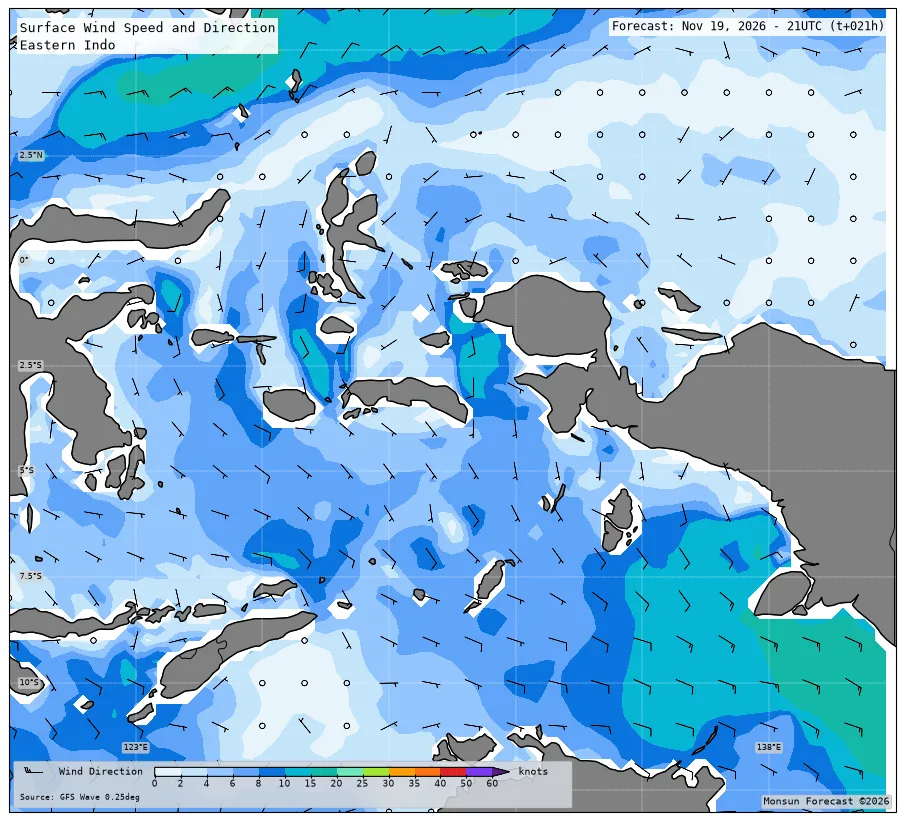 Surface Wind Speed and Direction
Eastern Indo
Forecast: Nov 19, 2026 - 21UTC (t+021h)
2.5°N
0°
2.5°S
5°S
7.5°S
10°S
123°E
138°E
Wind Direction
knots
0 2 4 6 8 10 15 20 25 30 35 40 50 60
Source: GFS Wave 0.25deg
Monsun Forecast ©2026